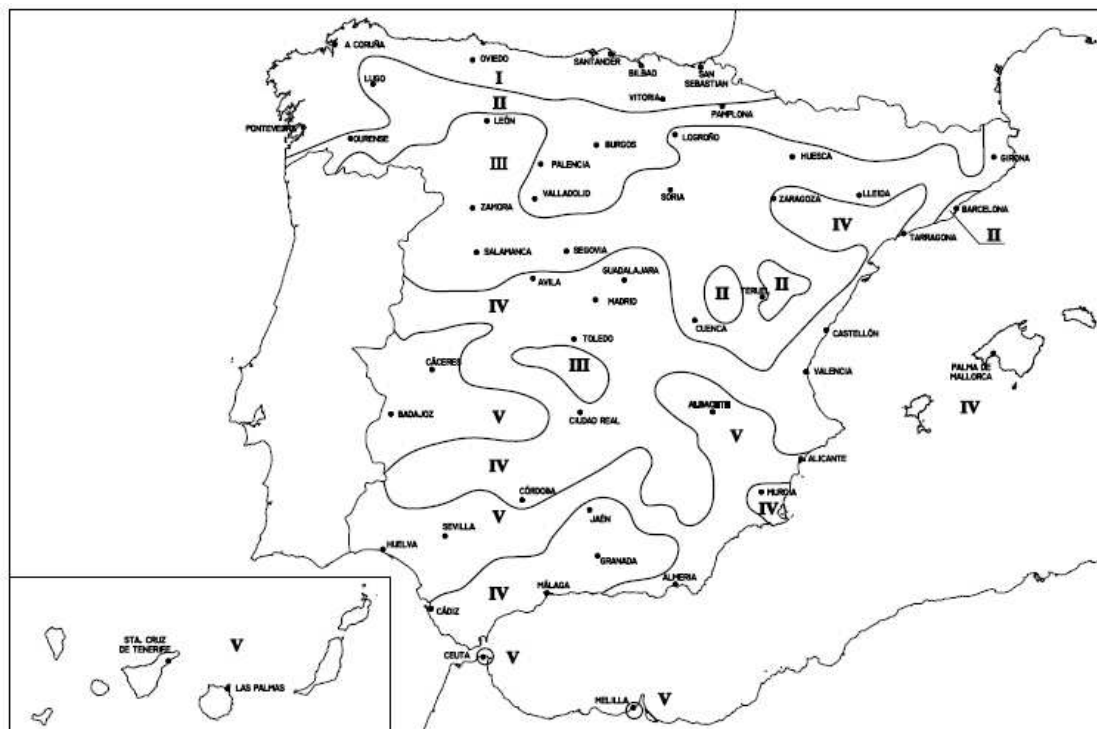 A CORUÑA
OVIEDO
SANTANDER
BILBAO
SAN
SEBASTIAN
LUGO
I
VITORIA
PAMPLONA
II
LEÓN
PONTEVEDRA
OURENSE
LOGROÑO
BURGOS
III
PALENCIA
HUESCA
GIRONA
VALLADOLID
SORIA
ZARAGOZA
LLEIDA
ZAMORA
IV
BARCELONA
TARRAGONA
II
SALAMANCA
SEGOVIA
AVILA
GUADALAJARA
II
TERUEL
II
IV
MADRID
CUENCA
CASTELLÓN
TOLEDO
CÁCERES
III
VALENCIA
PALMA DE
MALLORCA
IV
BADAJOZ
V
CIUDAD REAL
ALBACETE
V
IV
ALICANTE
CÓRDOBA
MURCIA
IV
V
JAÉN
SEVILLA
HUELVA
GRANADA
ALMERIA
MÁLAGA
IV
CÁDIZ
STA. CRUZ
DE TENERIFE
V
CEUTA
V
LAS PALMAS
MELILLA
V